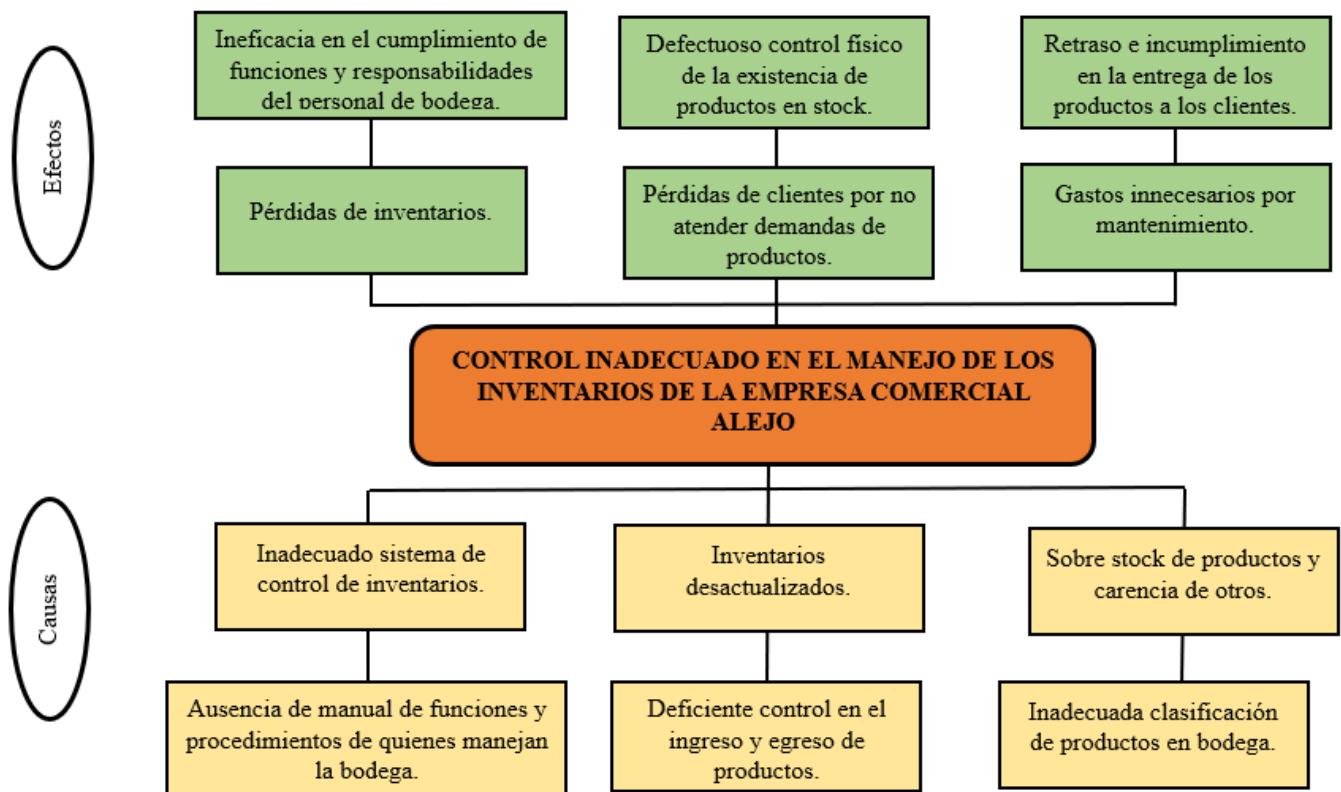 Efectos
Ineficacia en el cumplimiento de
funciones y responsabilidades
del personal de bodega.
Defectuoso control físico
de la existencia de
productos en stock.
Retraso e incumplimiento
en la entrega de los
productos a los clientes.
Pérdidas de inventarios.
Pérdidas de clientes por no
atender demandas de
productos.
Gastos innecesarios por
mantenimiento.
CONTROL INADECUADO EN EL MANEJO DE LOS
INVENTARIOS DE LA EMPRESA COMERCIAL
ALEJO
Causas
Inadecuado sistema de
control de inventarios.
Inventarios
desactualizados.
Sobre stock de productos y
carencia de otros.
Ausencia de manual de funciones y
procedimientos de quienes manejan
la bodega.
Deficiente control en el
ingreso y egreso de
productos.
Inadecuada clasificación
de productos en bodega.